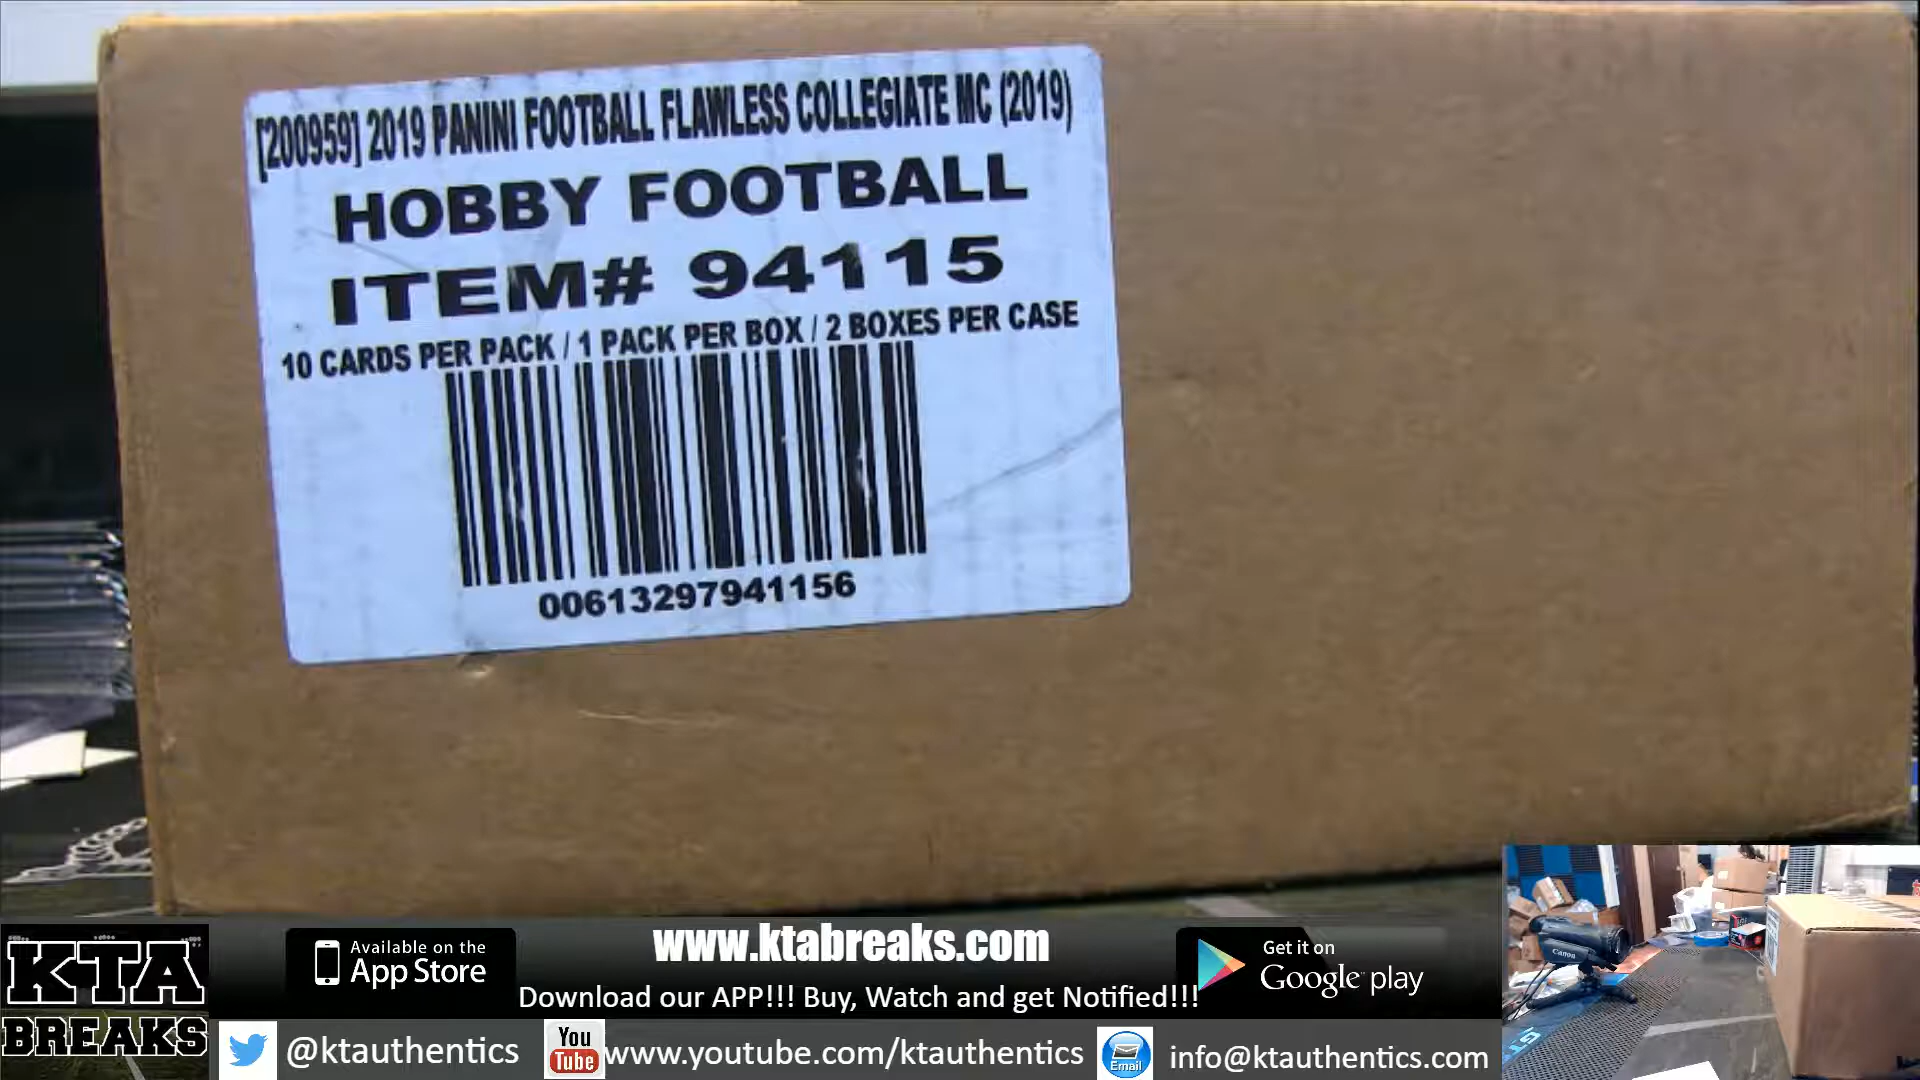 [200959] 2019 PANINI FOOTBALL FLAWLESS COLLEGIATE MC (2019)
HOBBY FOOTBALL
ITEM# 94115
10 CARDS PER PACK / 1 PACK PER BOX / 2 BOXES PER CASE
00613297941156
Canon
KTA
BREAKS
Available on the
App Store
www.ktabreaks.com
Download our APP!!! Buy, Watch and get Notified!!!
Get it on
Google play
@ktauthentics
You
Tube
www.youtube.com/ktauthentics
Email
info@ktauthentics.com